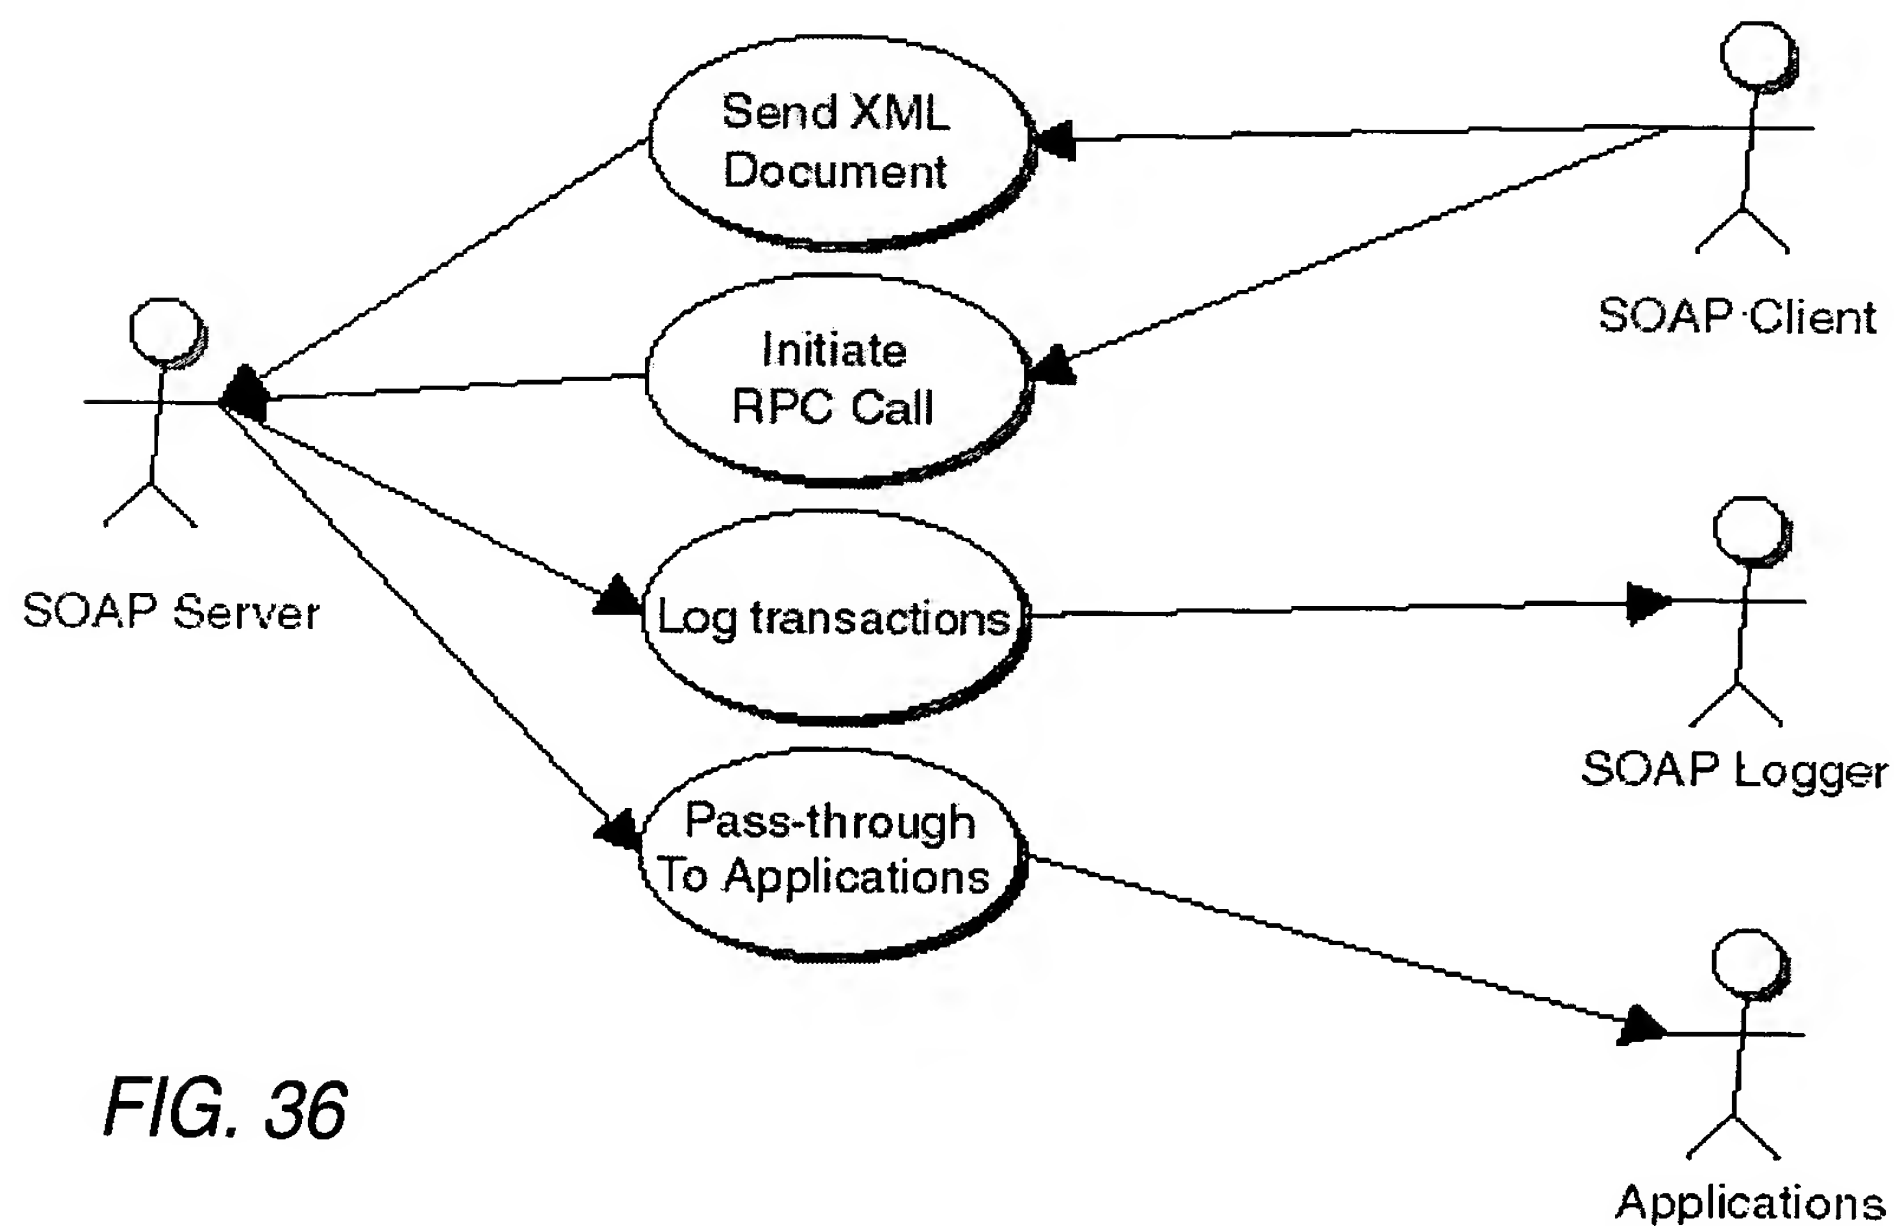 Send XML
Document
SOAP Client
Initiate
RPC Call
SOAP Server
Log transactions
SOAP Logger
Pass-through
To Applications
FIG. 36
Applications